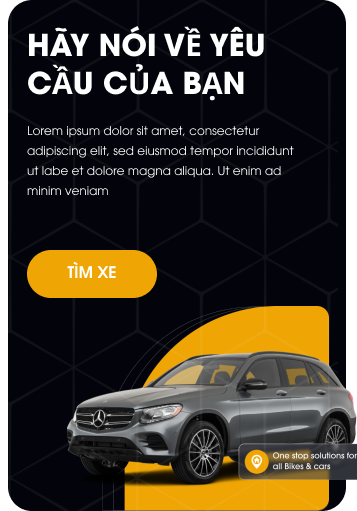 HÃY NÓI VỀ YÊU
CẦU CỦA BẠN
Lorem ipsum dolor sit amet, consectetur
adipiscing elit, sed eiusmod tempor incididunt
ut labe et dolore magna aliqua. Ut enim ad
minim veniam
TÌM XE
One stop solutions for
all Bikes & cars